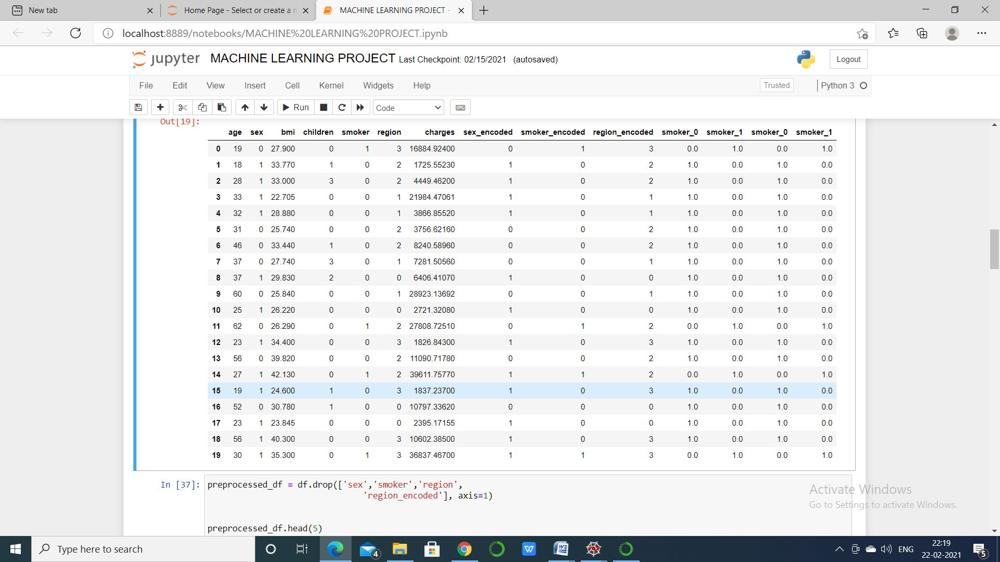 New tab
Home Page - Select or create a n
MACHINE LEARNING PROJECT -
localhost:8889/notebooks/MACHINE%20LEARNING%20PROJECT.ipynb
jupyter MACHINE LEARNING PROJECT Last Checkpoint: 02/15/2021 (autosaved)
Logout
File Edit View Insert Cell Kernel Widgets Help
Trusted
Python 3
Run
Code
Out[19]:
age sex bmi children smoker region charges sex_encoded smoker_encoded region_encoded smoker_0 smoker_1 smoker_0 smoker_1
0 19 0 27.900 0 1 3 16884.92400 0 1 3 0.0 1.0 0.0 1.0
1 18 1 33.770 1 0 2 1725.55230 1 0 2 1.0 0.0 1.0 0.0
2 28 1 33.000 3 0 2 4449.46200 1 0 2 1.0 0.0 1.0 0.0
3 33 1 22.705 0 0 1 21984.47061 1 0 1 1.0 0.0 1.0 0.0
4 32 1 28.880 0 0 1 3866.85520 1 0 1 1.0 0.0 1.0 0.0
5 31 0 25.740 0 0 2 3756.62160 0 0 2 1.0 0.0 1.0 0.0
6 46 0 33.440 1 0 2 8240.58960 0 0 2 1.0 0.0 1.0 0.0
7 37 0 27.740 3 0 1 7281.50560 0 0 1 1.0 0.0 1.0 0.0
8 37 1 29.830 2 0 0 6406.41070 1 0 0 1.0 0.0 1.0 0.0
9 60 0 25.840 0 0 1 28923.13692 0 0 1 1.0 0.0 1.0 0.0
10 25 1 26.220 0 0 0 2721.32080 1 0 0 1.0 0.0 1.0 0.0
11 62 0 26.290 0 1 2 27808.72510 0 1 2 0.0 1.0 0.0 1.0
12 23 1 34.400 0 0 3 1826.84300 1 0 3 1.0 0.0 1.0 0.0
13 56 0 39.820 0 0 2 11090.71780 0 0 2 1.0 0.0 1.0 0.0
14 27 1 42.130 0 1 2 39611.75770 1 1 2 0.0 1.0 0.0 1.0
15 19 1 24.600 1 0 3 1837.23700 1 0 3 1.0 0.0 1.0 0.0
16 52 0 30.780 1 0 0 10797.33620 0 0 0 1.0 0.0 1.0 0.0
17 23 1 23.845 0 0 0 2395.17155 1 0 0 1.0 0.0 1.0 0.0
18 56 1 40.300 0 0 3 10602.38500 1 0 3 1.0 0.0 1.0 0.0
19 30 1 35.300 0 1 3 36837.46700 1 1 3 0.0 1.0 0.0 1.0
In [37]: preprocessed_df = df.drop(['sex','smoker','region',
'region_encoded'], axis=1)
preprocessed_df.head(5)
Activate Windows
Go to Settings to activate Windows.
Type here to search
4
W
W
ENG
22:19
22-02-2021
5